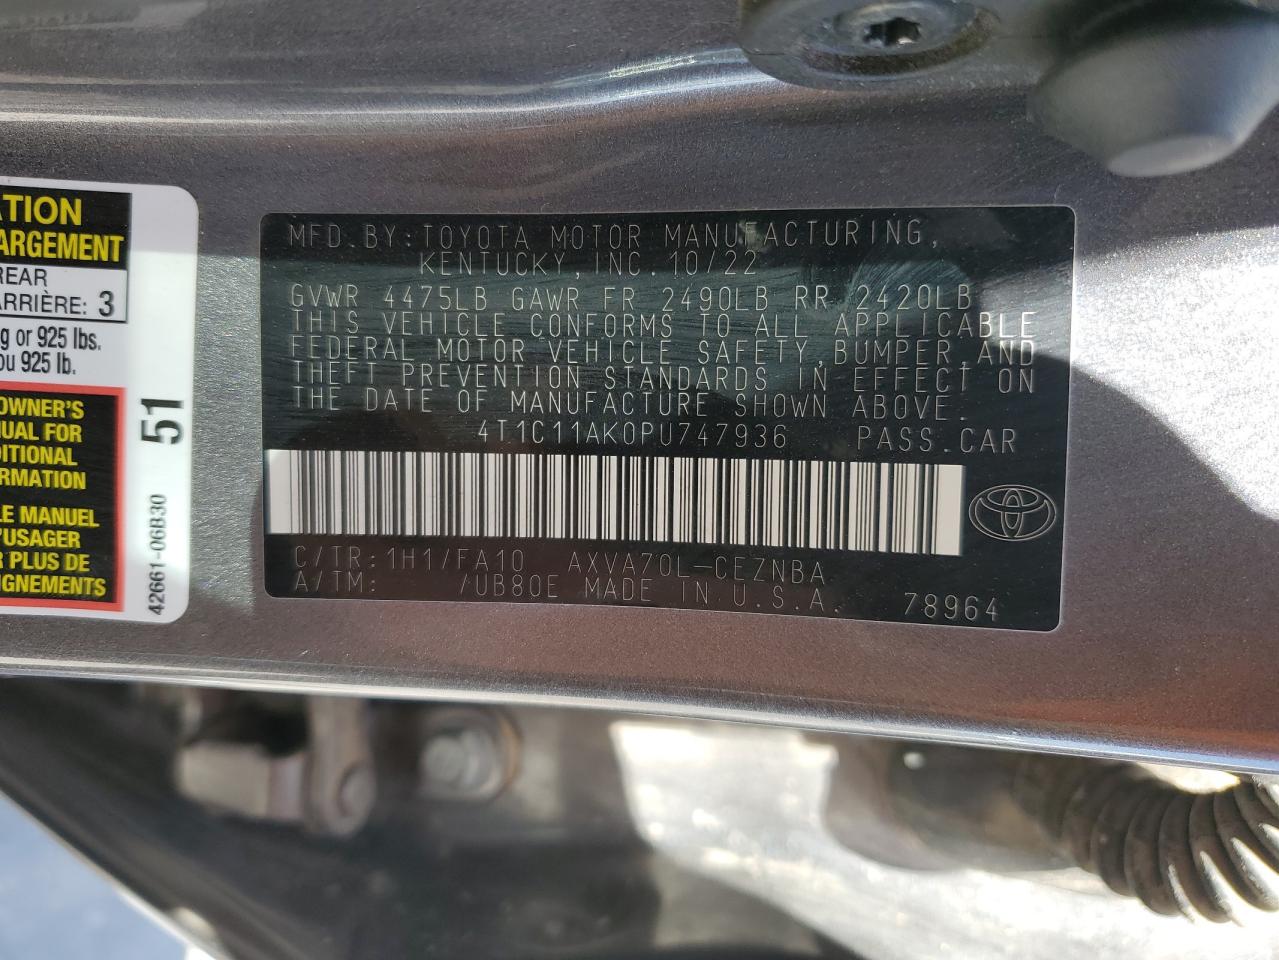 ATION
ARGEMENT
REAR
ARRIÈRE: 3
g or 925 lbs.
ou 925 lb.
OWNER'S
UAL FOR
DITIONAL
RMATION
LE MANUEL
'USAGER
R PLUS DE
IGNEMENTS
51
42661-06B30
MFD.BY:TOYOTA MOTOR MANUFACTURING,
KENTUCKY,INC.10/22
GVWR 4475LB GAWR FR 2490LB RR 2420LB
THIS VEHICLE CONFORMS TO ALL APPLICABLE
FEDERAL MOTOR VEHICLE SAFETY,BUMPER,AND
THEFT PREVENTION STANDARDS IN EFFECT ON
THE DATE OF MANUFACTURE SHOWN ABOVE.
4T1C11AK0PU747936 PASS.CAR
C/TR:1H1/FA10 AXVA70L-CEZNBA
A/TM: /UB80E MADE IN U.S.A. 78964